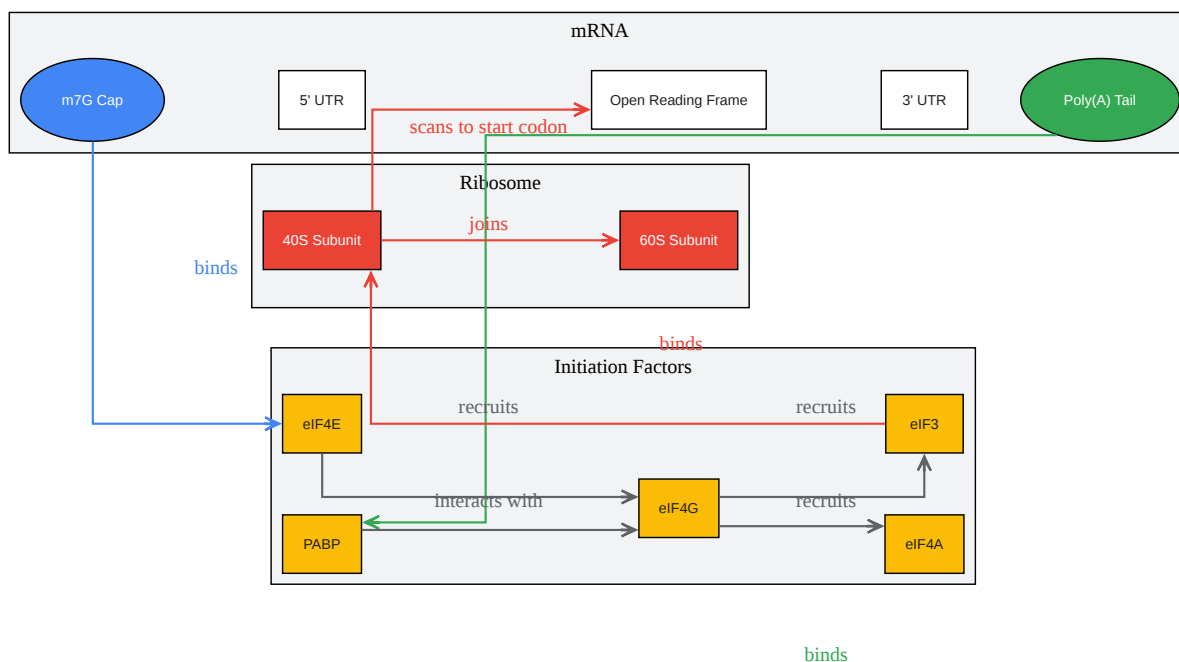 mRNA
m7G Cap
5' UTR
Open Reading Frame
3' UTR
Poly(A) Tail
scans to start codon
Ribosome
40S Subunit
joins
60S Subunit
binds
binds
Initiation Factors
eIF4E
recruits
recruits
eIF3
interacts with
eIF4G
recruits
PABP
eIF4A
binds